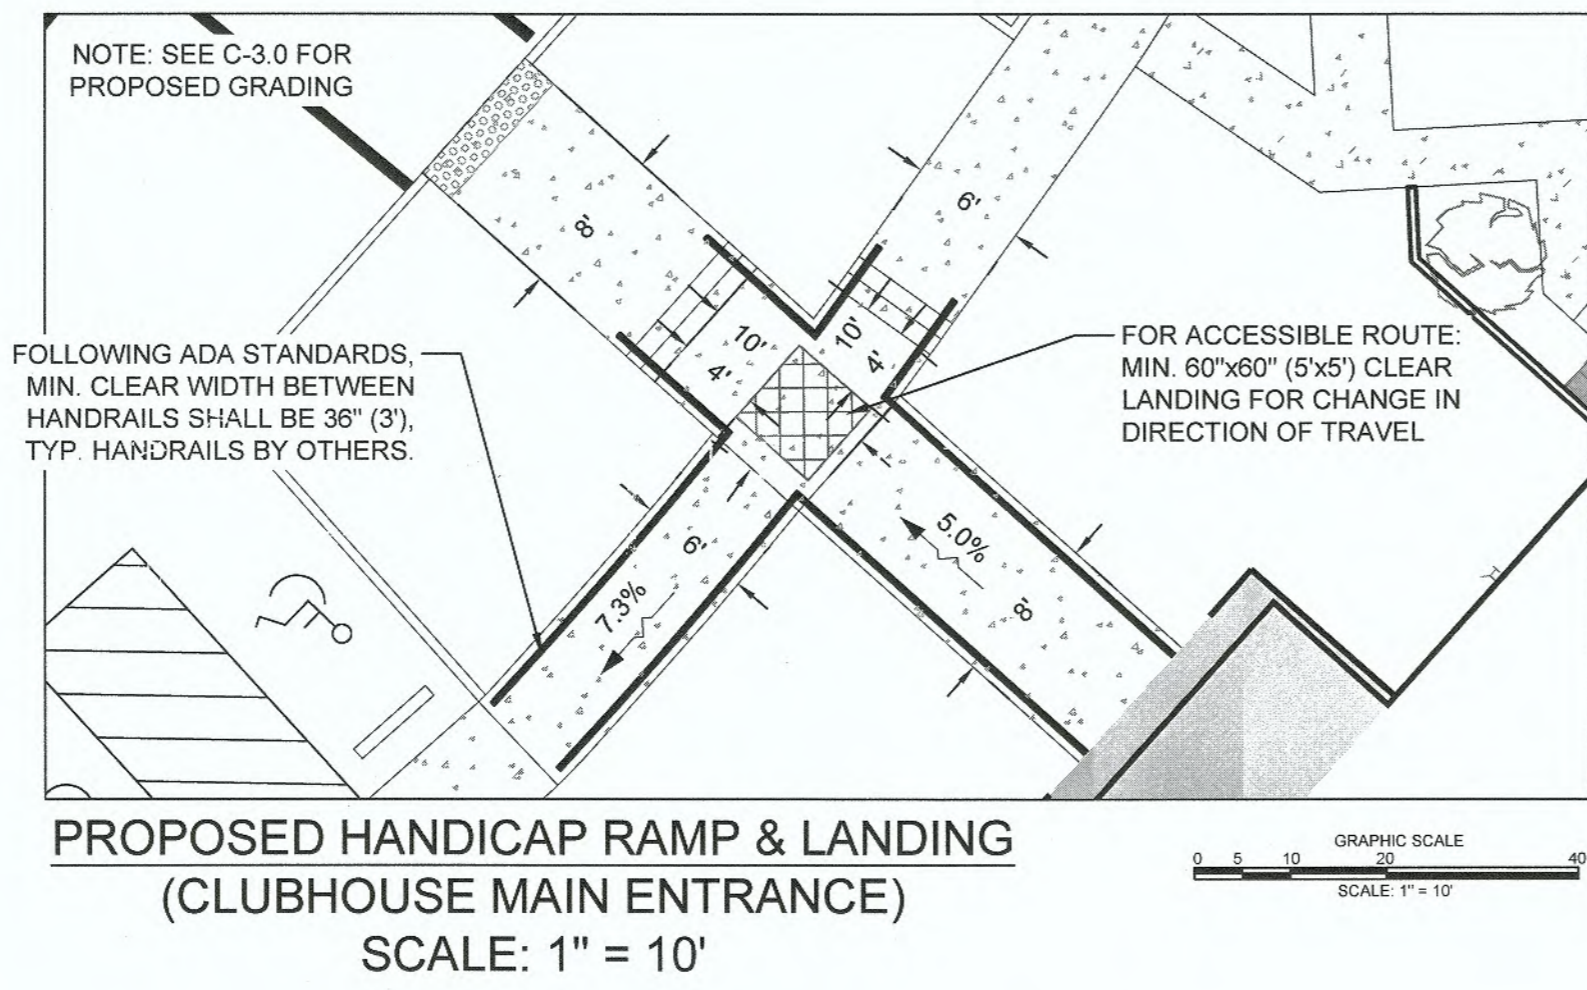 NOTE: SEE C-3.0 FOR
PROPOSED GRADING
8'
6'
10'
4'
10'
4'
FOLLOWING ADA STANDARDS,
MIN. CLEAR WIDTH BETWEEN
HANDRAILS SHALL BE 36" (3'),
TYP. HANDRAILS BY OTHERS.
FOR ACCESSIBLE ROUTE:
MIN. 60"x60" (5'x5') CLEAR
LANDING FOR CHANGE IN
DIRECTION OF TRAVEL
6'
7.3%
5.0%
8'
PROPOSED HANDICAP RAMP & LANDING
(CLUBHOUSE MAIN ENTRANCE)
SCALE: 1" = 10'
GRAPHIC SCALE
0 5 10 20 40
SCALE: 1" = 10'